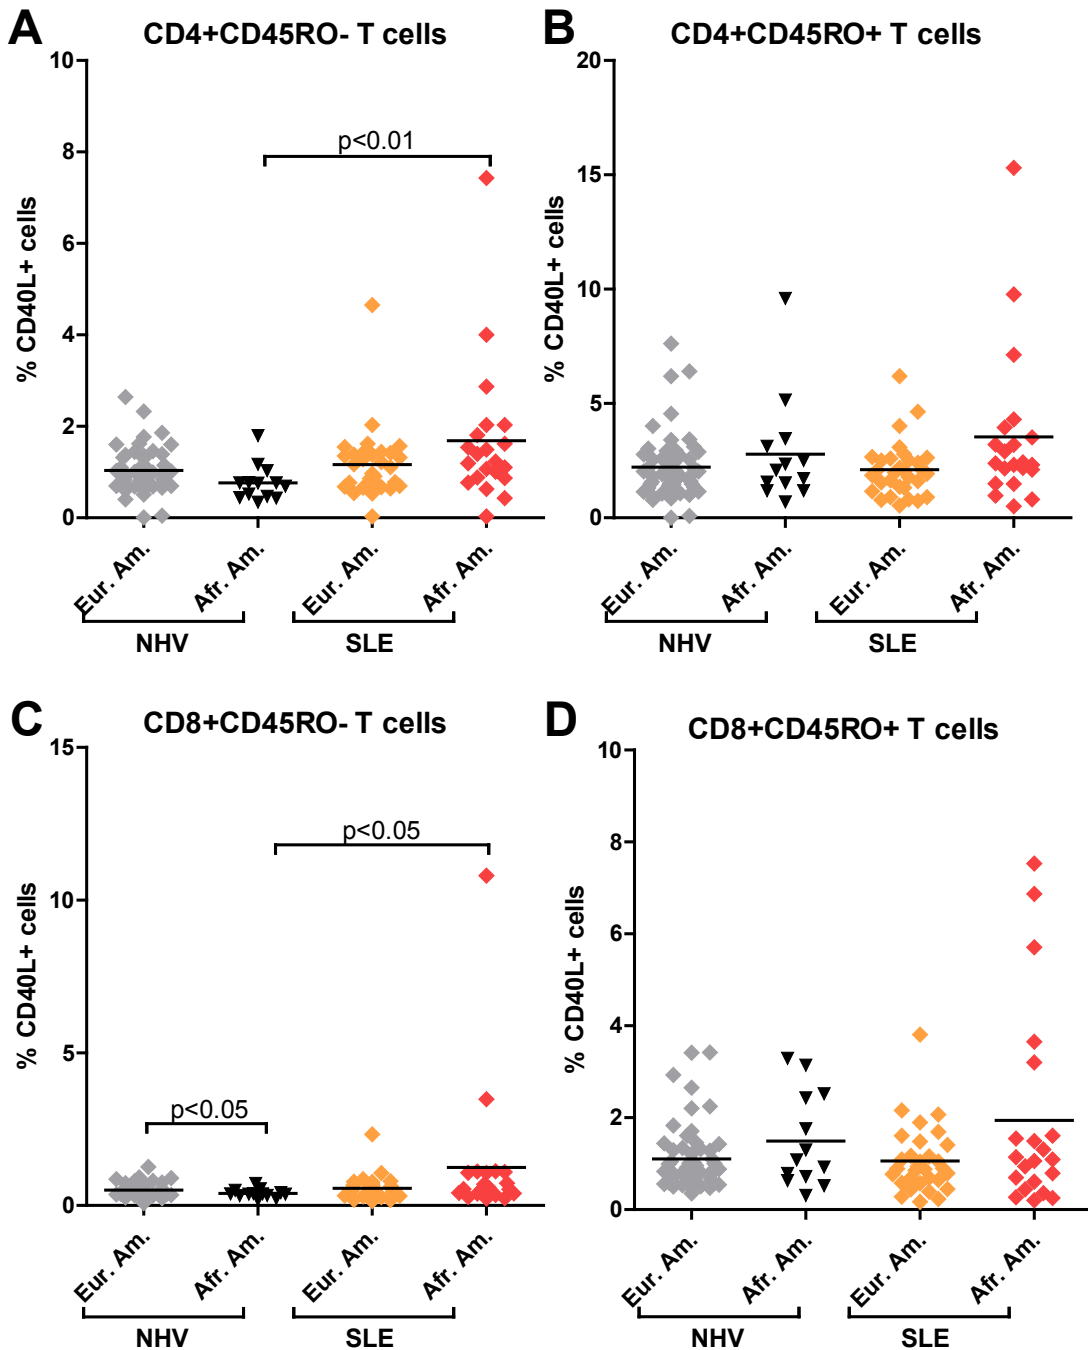 A
CD4+CD45RO- T cells
% CD40L+ cells
10
8
6
4
2
0
p<0.01
Eur. Am.
Afr. Am.
Eur. Am.
Afr. Am.
NHV
SLE
B
CD4+CD45RO+ T cells
% CD40L+ cells
20
15
10
5
0
Eur. Am.
Afr. Am.
Eur. Am.
Afr. Am.
NHV
SLE
C
CD8+CD45RO- T cells
% CD40L+ cells
15
10
5
0
p<0.05
p<0.05
Eur. Am.
Afr. Am.
Eur. Am.
Afr. Am.
NHV
SLE
D
CD8+CD45RO+ T cells
% CD40L+ cells
10
8
6
4
2
0
Eur. Am.
Afr. Am.
Eur. Am.
Afr. Am.
NHV
SLE